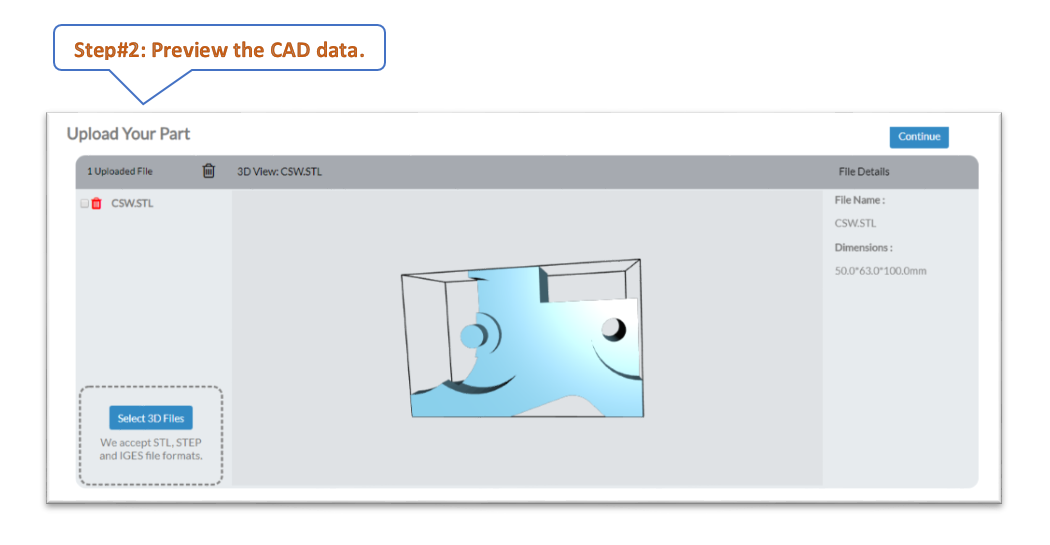 Step#2: Preview the CAD data.
Upload Your Part
Continue
1 Uploaded File
3D View: CSW.STL
File Details
CSW.STL
File Name :
CSW.STL
Dimensions :
50.0*63.0*100.0mm
Select 3D Files
We accept STL, STEP
and IGES file formats.